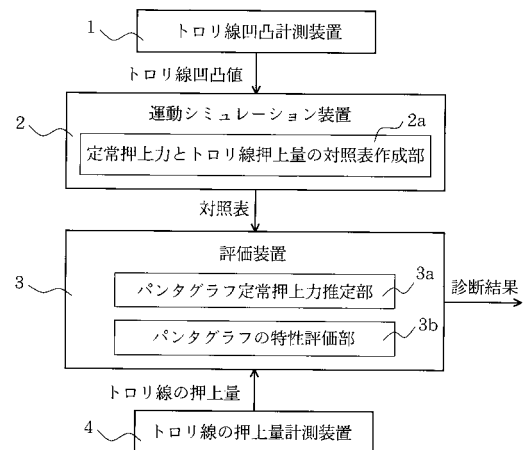 1
トロリ線凹凸計測装置
トロリ線凹凸値
2
運動シミュレーション装置
2a
定常押上力とトロリ線押上量の対照表作成部
対照表
評価装置
3
3a
パンタグラフ定常押上力推定部
診断結果
3b
パンタグラフの特性評価部
トロリ線の押上量
4
トロリ線の押上量計測装置